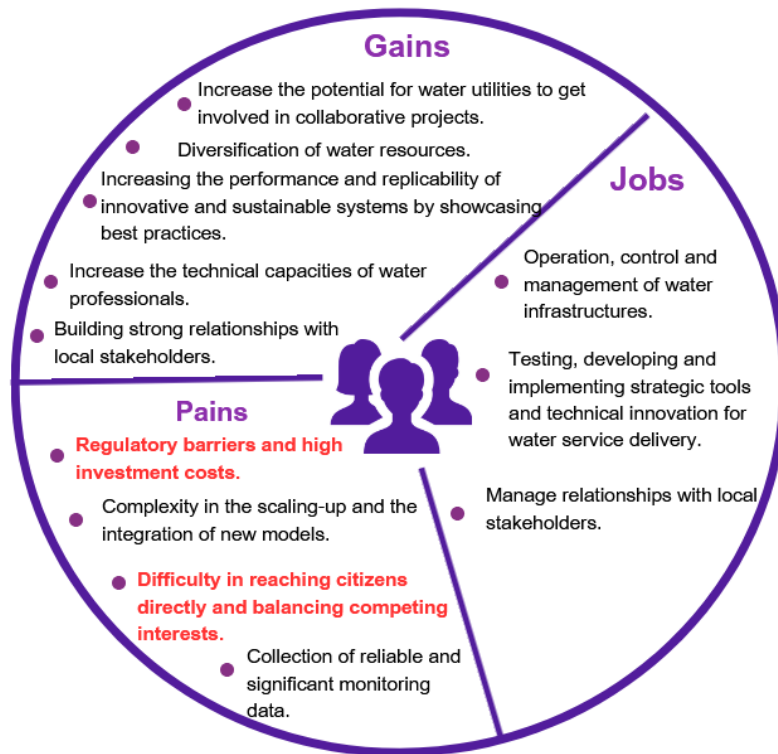 Gains
Increase the potential for water utilities to get
involved in collaborative projects.
Diversification of water resources.
Increasing the performance and replicability of
innovative and sustainable systems by showcasing
best practices.
Increase the technical capacities of water
professionals.
Building strong relationships with
local stakeholders.
Jobs
Operation, control and
management of water
infrastructures.
Testing, developing and
implementing strategic tools
and technical innovation for
water service delivery.
Manage relationships with local
stakeholders.
Pains
Regulatory barriers and high
investment costs.
Complexity in the scaling-up and the
integration of new models.
Difficulty in reaching citizens
directly and balancing competing
interests.
Collection of reliable and
significant monitoring
data.